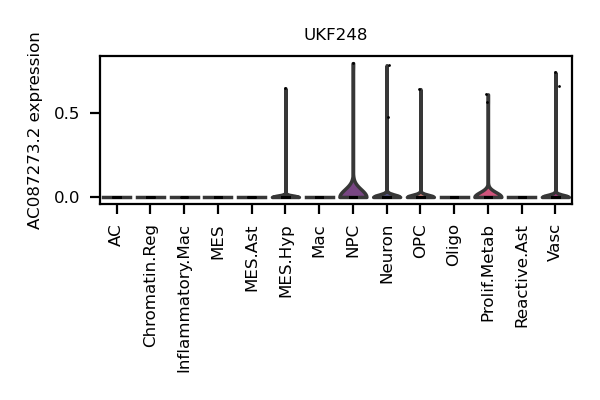 UKF248
AC087273.2 expression
0.5
0.0
AC
Chromatin.Reg
Inflammatory.Mac
MES
MES.Ast
MES.Hyp
Mac
NPC
Neuron
OPC
Oligo
Prolif.Metab
Reactive.Ast
Vasc